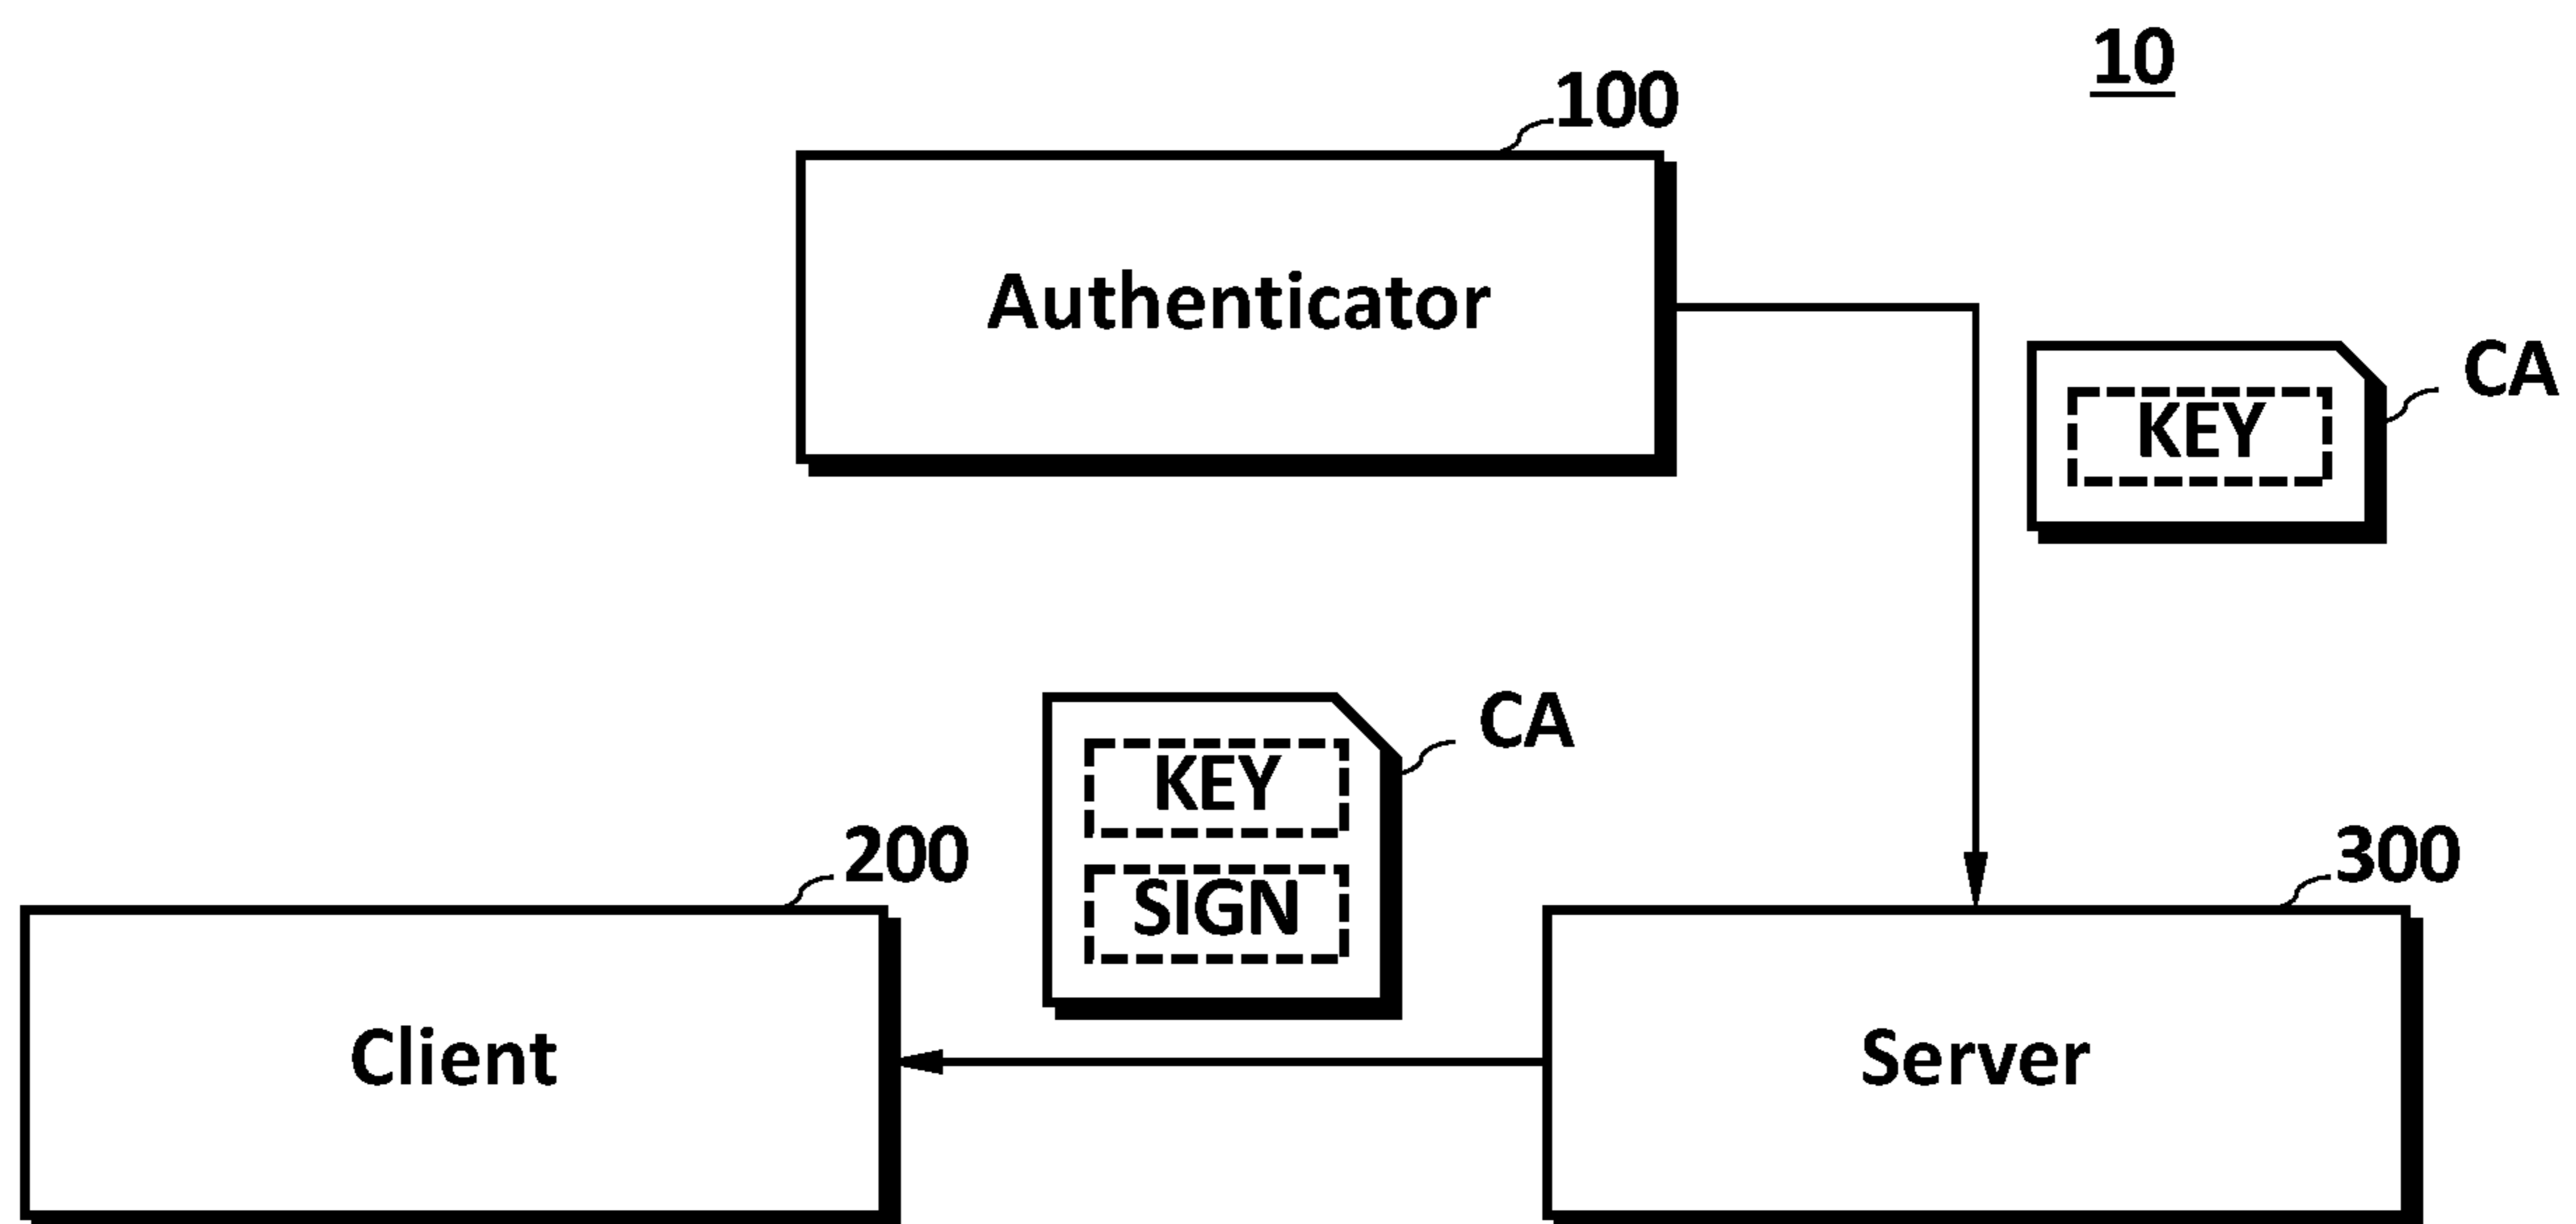 10
100
Authenticator
CA
KEY
CA
KEY
SIGN
200
300
Client
Server